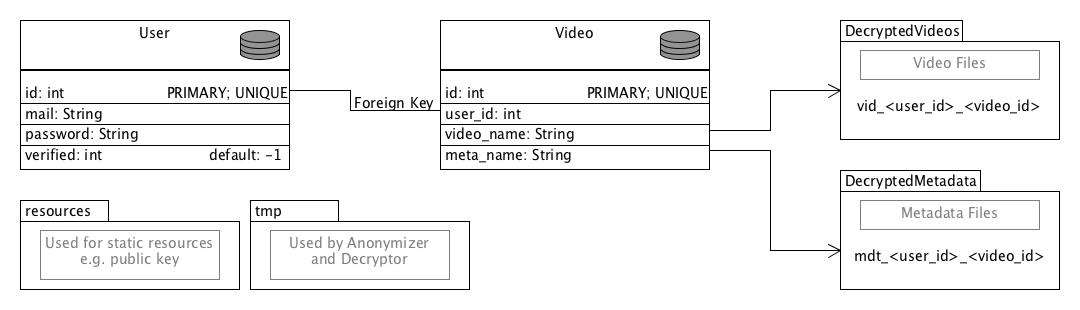 User
id: int PRIMARY; UNIQUE
mail: String
password: String
verified: int default: -1
Foreign Key
Video
id: int PRIMARY; UNIQUE
user_id: int
video_name: String
meta_name: String
DecryptedVideos
Video Files
vid_<user_id>_<video_id>
DecryptedMetadata
Metadata Files
mdt_<user_id>_<video_id>
resources
Used for static resources
e.g. public key
tmp
Used by Anonymizer
and Decryptor